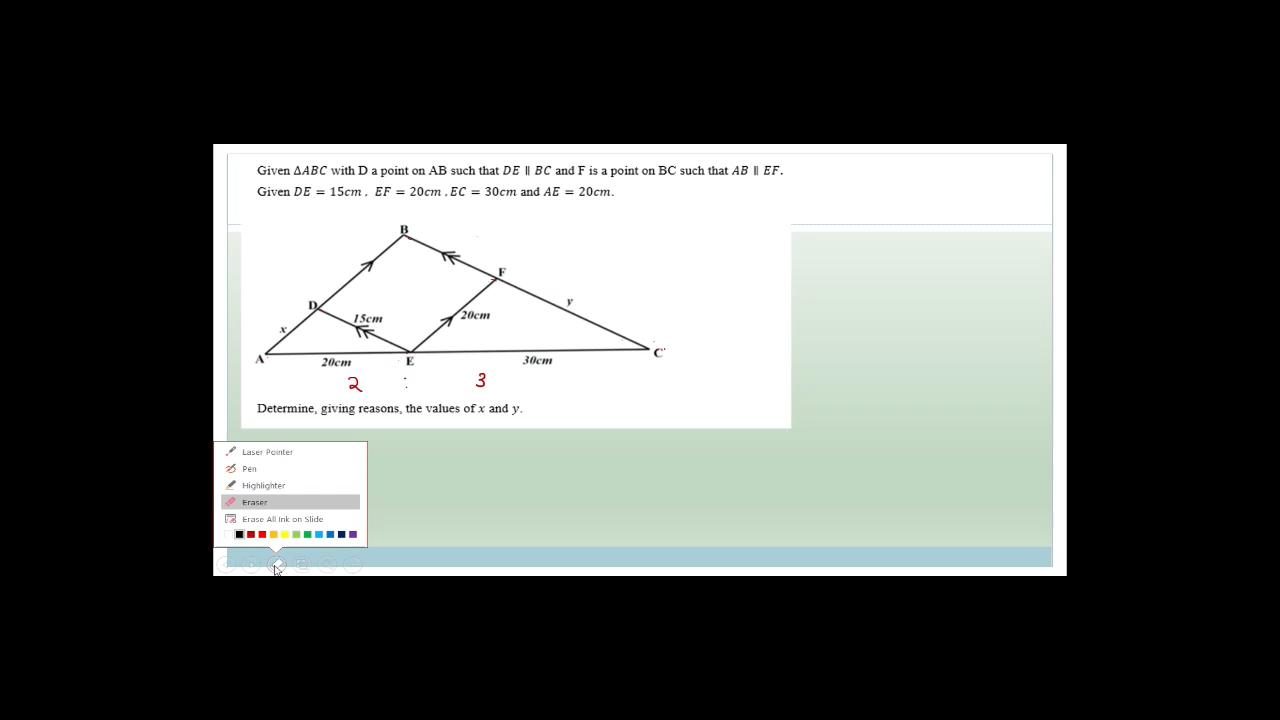 Given ΔABC with D a point on AB such that DE ∥ BC and F is a point on BC such that AB ∥ EF.
Given DE = 15cm , EF = 20cm ,EC = 30cm and AE = 20cm.
B
F
D
15cm
20cm
y
x
A
20cm
E
30cm
C
2 : 3
Determine, giving reasons, the values of x and y.
Laser Pointer
Pen
Highlighter
Eraser
Erase All Ink on Slide